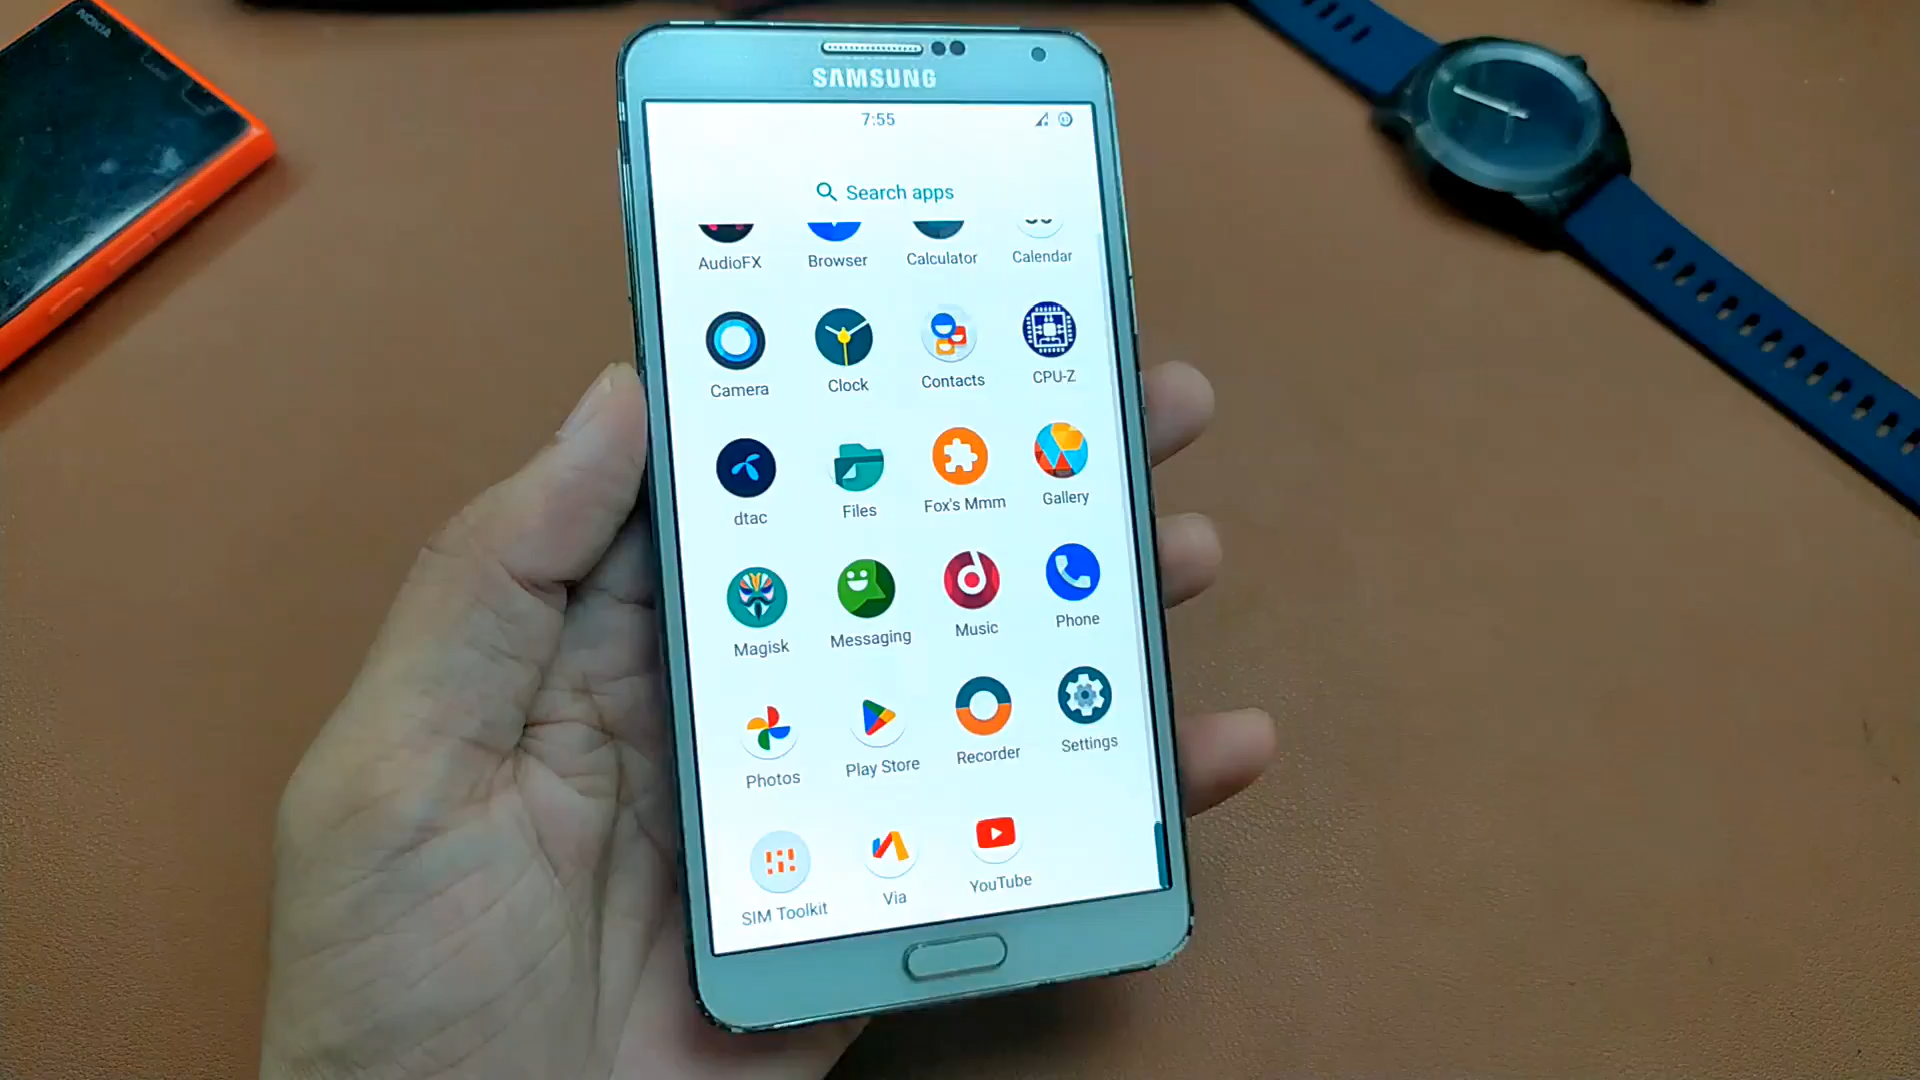 NOKIA
SAMSUNG
7:55
Search apps
AudioFX Browser Calculator Calendar
Camera Clock Contacts CPU-Z
dtac Files Fox's Mmm Gallery
Magisk Messaging Music Phone
Photos Play Store Recorder Settings
SIM Toolkit Via YouTube